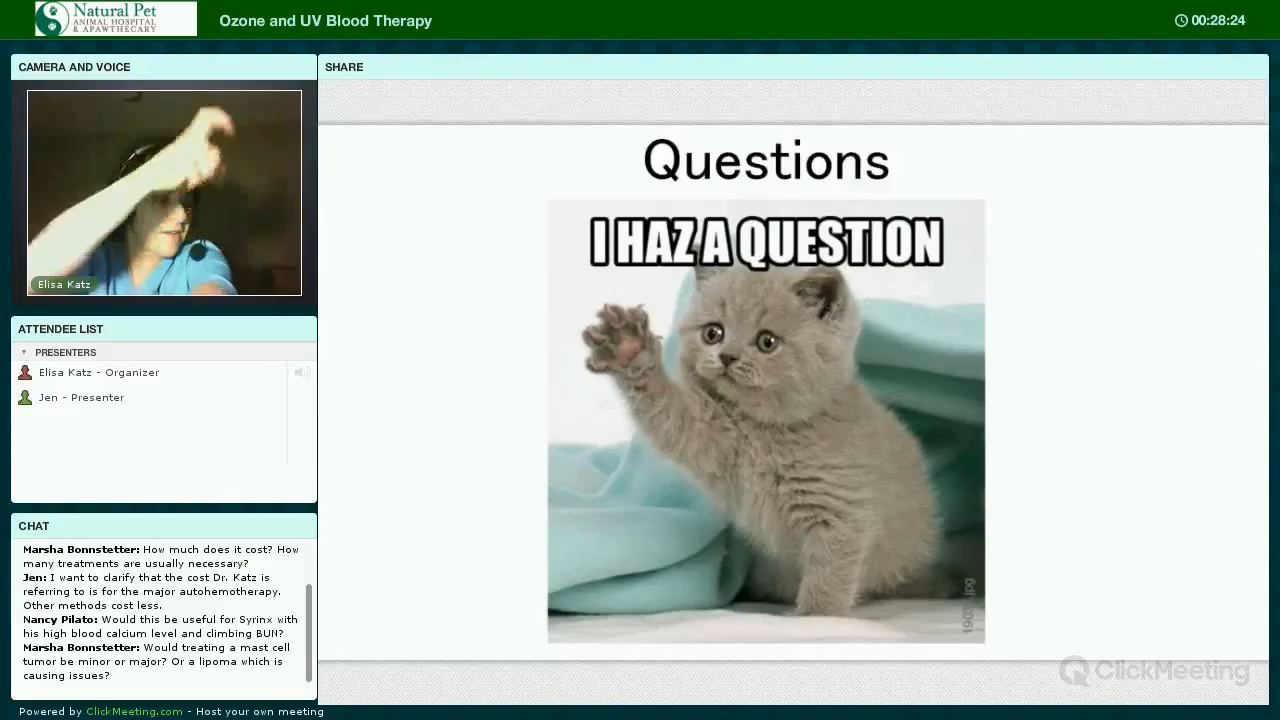 Natural Pet
ANIMAL HOSPITAL
& APAWTHECARY
Ozone and UV Blood Therapy
00:28:24
CAMERA AND VOICE
Elisa Katz
ATTENDEE LIST
PRESENTERS
Elisa Katz - Organizer
Jen - Presenter
CHAT
Marsha Bonnstetter: How much does it cost? How
many treatments are usually necessary?
Jen: I want to clarify that the cost Dr. Katz is
referring to is for the major autohemotherapy.
Other methods cost less.
Nancy Pilato: Would this be useful for Syrinx with
his high blood calcium level and climbing BUN?
Marsha Bonnstetter: Would treating a mast cell
tumor be minor or major? Or a lipoma which is
causing issues?
SHARE
Questions
I HAZ A QUESTION
ClickMeeting
Powered by ClickMeeting.com - Host your own meeting